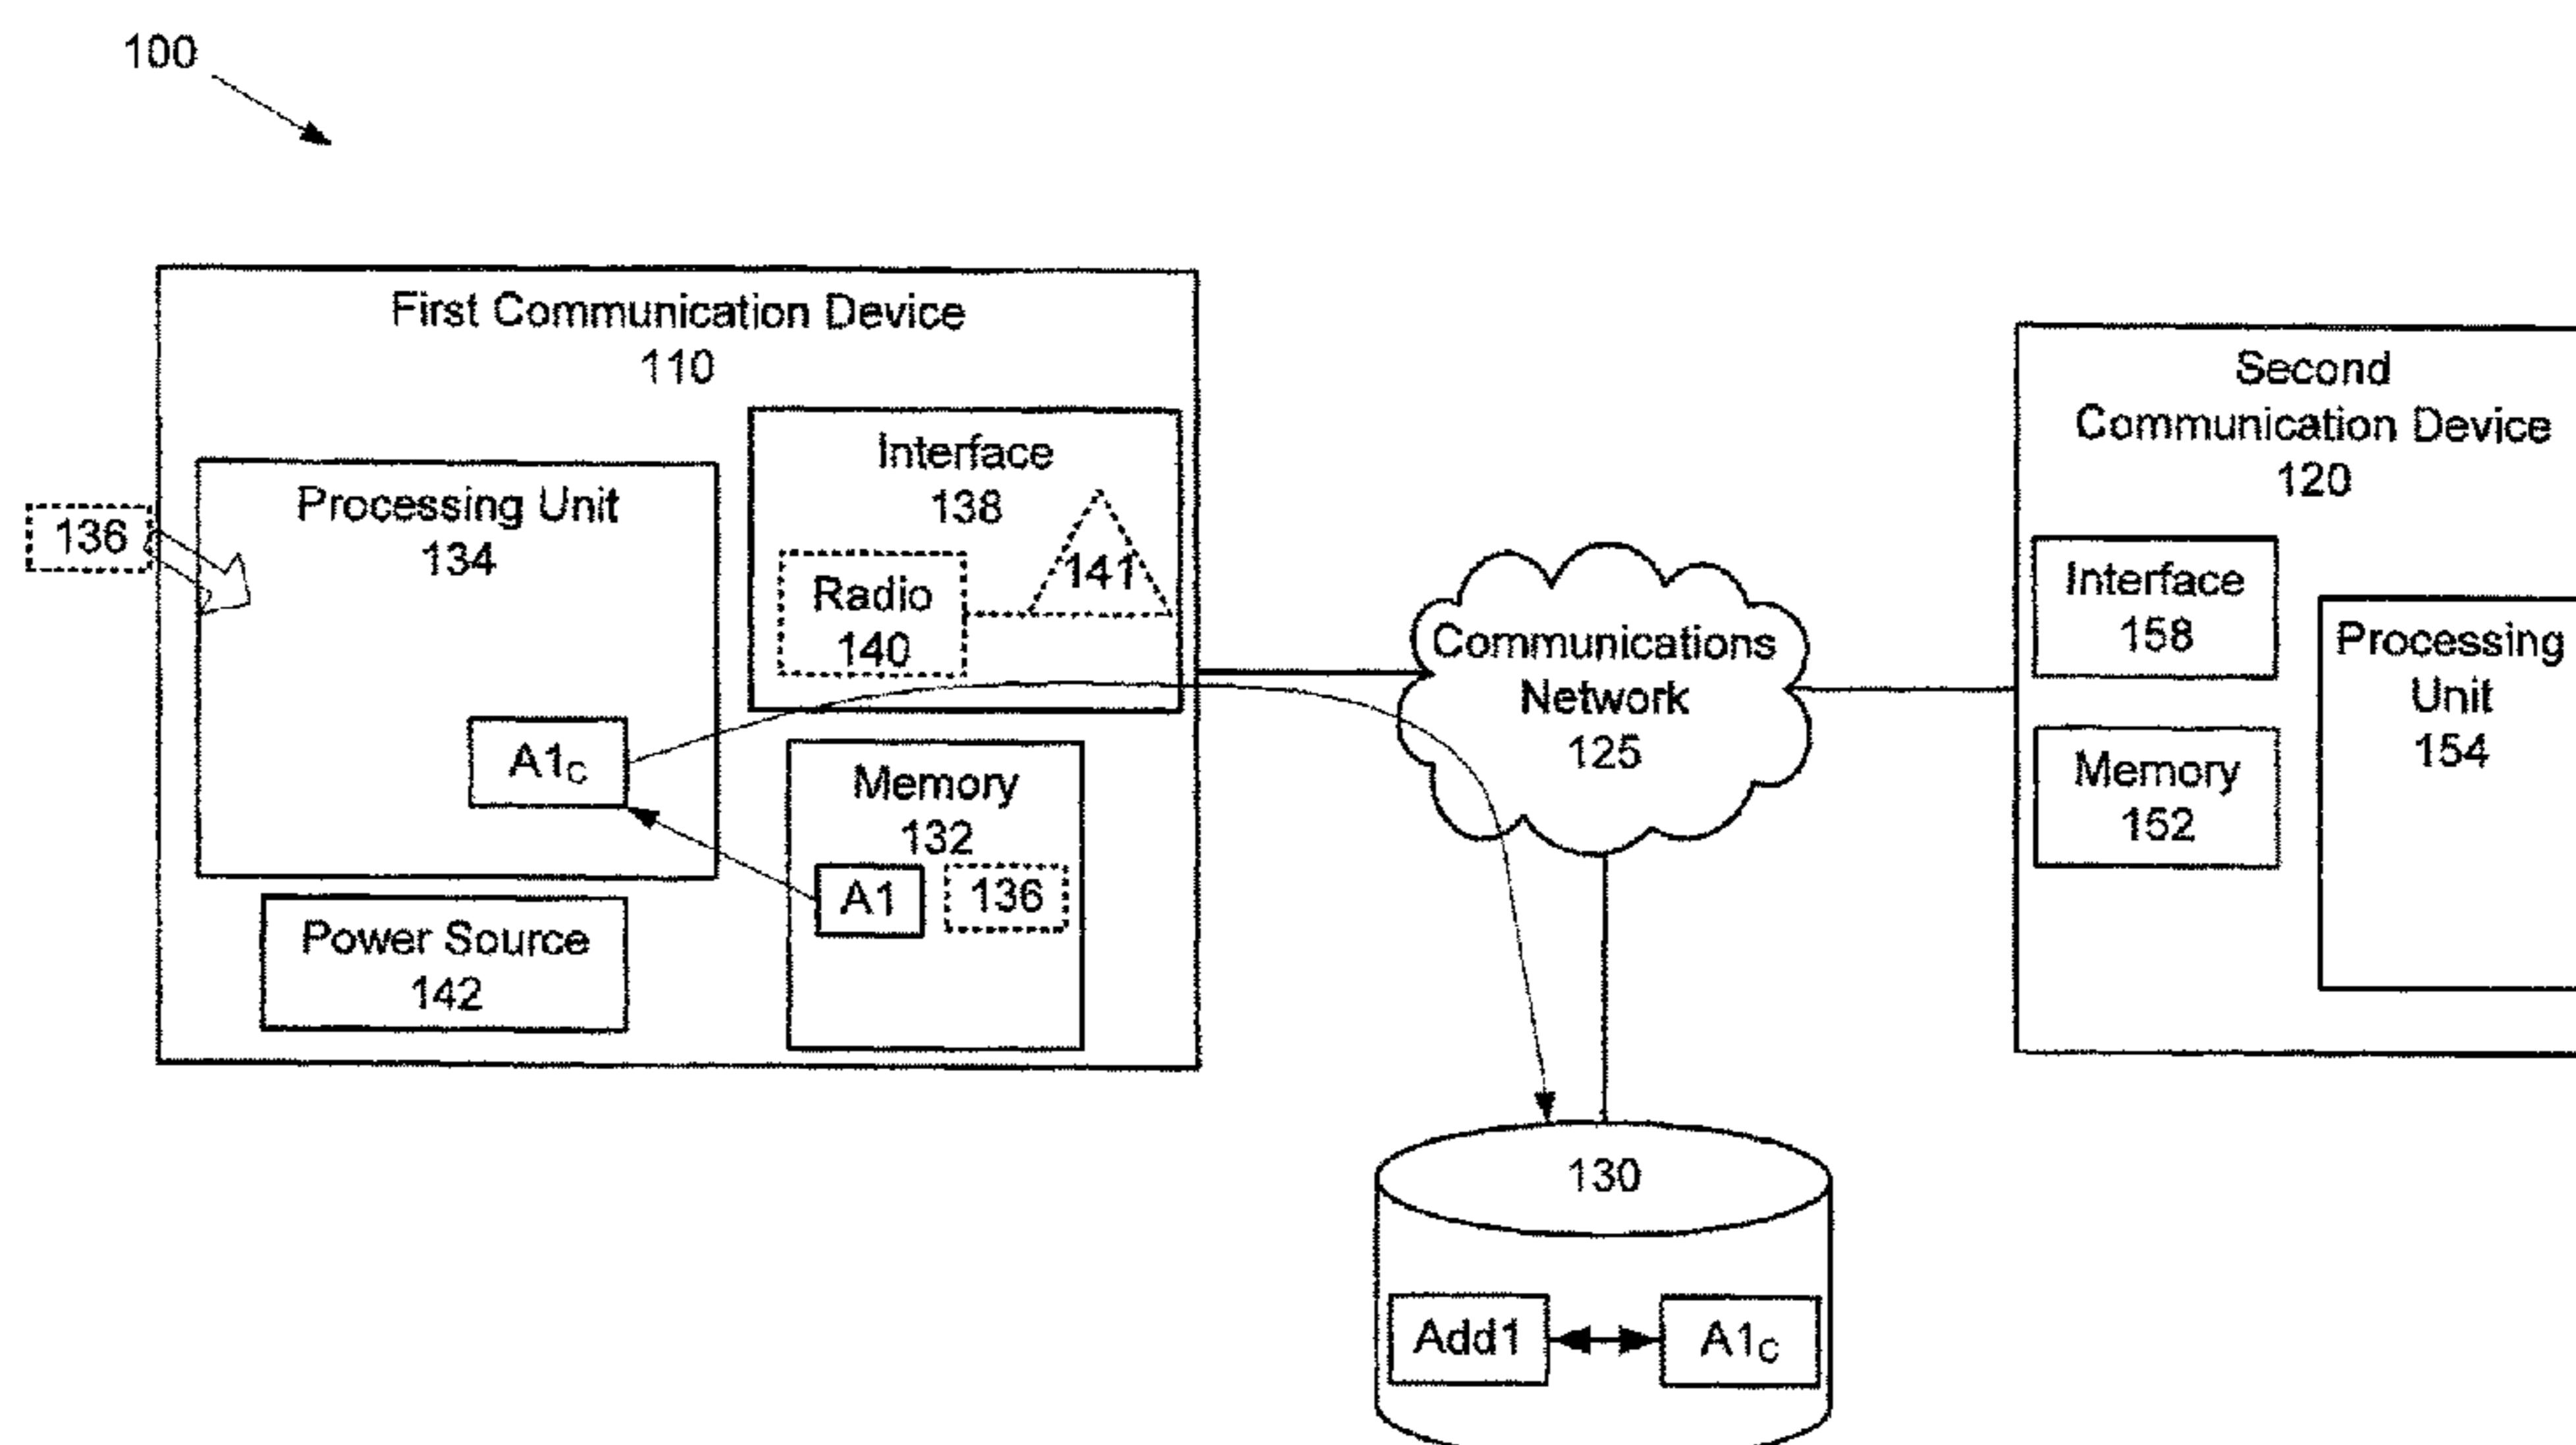 100
First Communication Device
110
Processing Unit
134
136
Interface
138
Radio
140
141
A1C
Memory
132
A1
136
Power Source
142
Communications
Network
125
Second
Communication Device
120
Interface
158
Memory
152
Processing
Unit
154
130
Add1
A1C